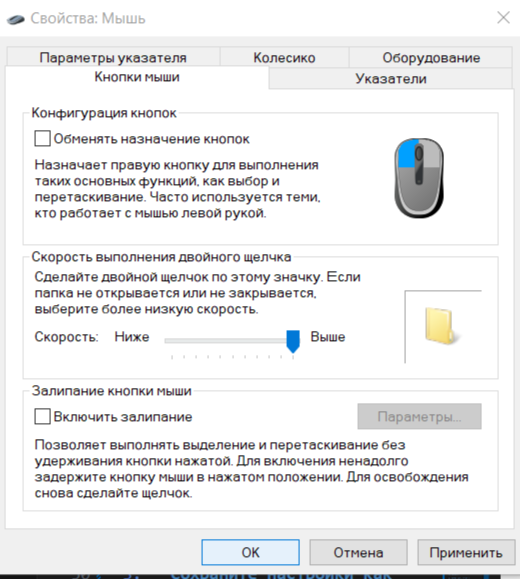 Свойства: Мышь
Параметры указателя
Колесико
Оборудование
Кнопки мыши
Указатели
Конфигурация кнопок
Обменять назначение кнопок
Назначает правую кнопку для выполнения
таких основных функций, как выбор и
перетаскивание. Часто используется теми,
кто работает с мышью левой рукой.
Скорость выполнения двойного щелчка
Сделайте двойной щелчок по этому значку. Если
папка не открывается или не закрывается,
выберите более низкую скорость.
Скорость: Ниже Выше
Залипание кнопки мыши
Включить залипание
Параметры...
Позволяет выполнять выделение и перетаскивание без
удерживания кнопки нажатой. Для включения ненадолго
задержите кнопку мыши в нажатом положении. Для освобождения
снова сделайте щелчок.
OK
Отмена
Применить